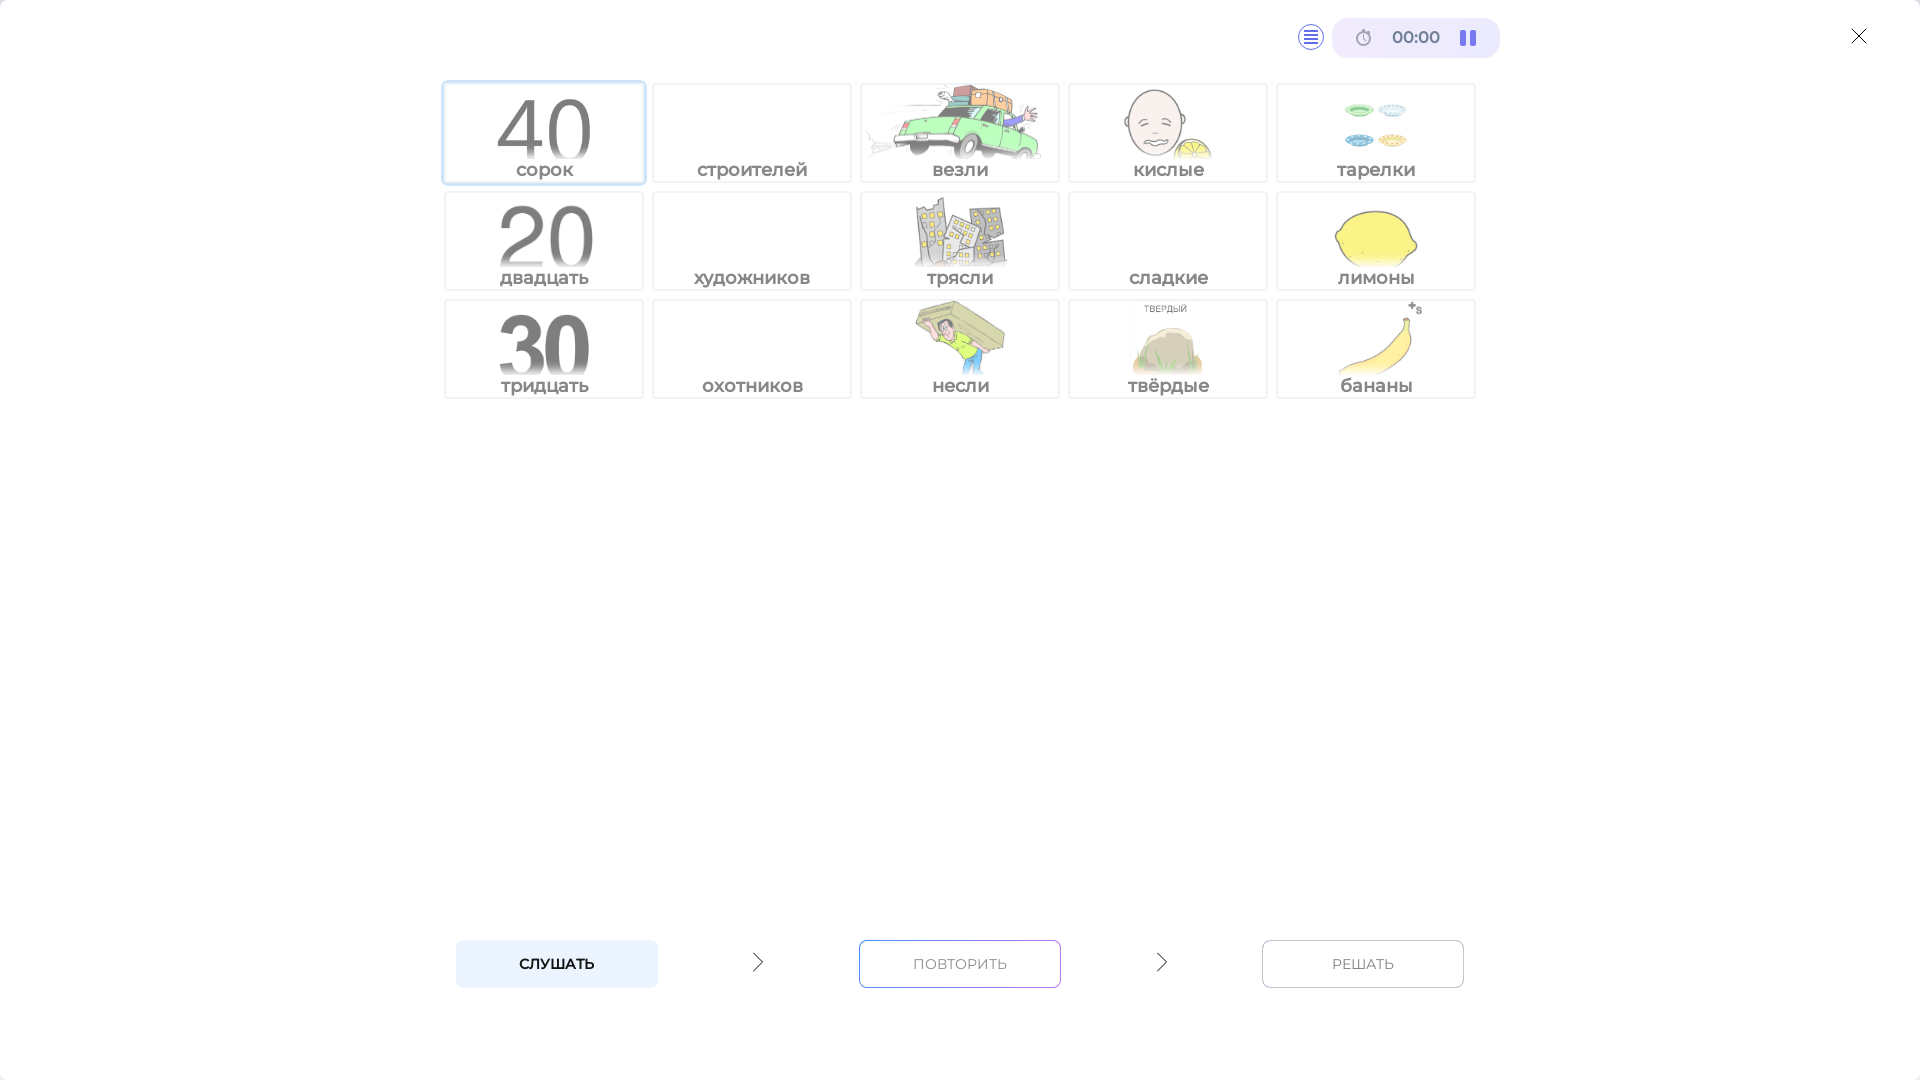 00:00
40
сорок
строителей
везли
кислые
тарелки
20
двадцать
художников
трясли
сладкие
лимоны
30
тридцать
охотников
несли
ТВЕРДЫЙ
твёрдые
+s
бананы
СЛУШАТЬ
ПОВТОРИТЬ
РЕШАТЬ